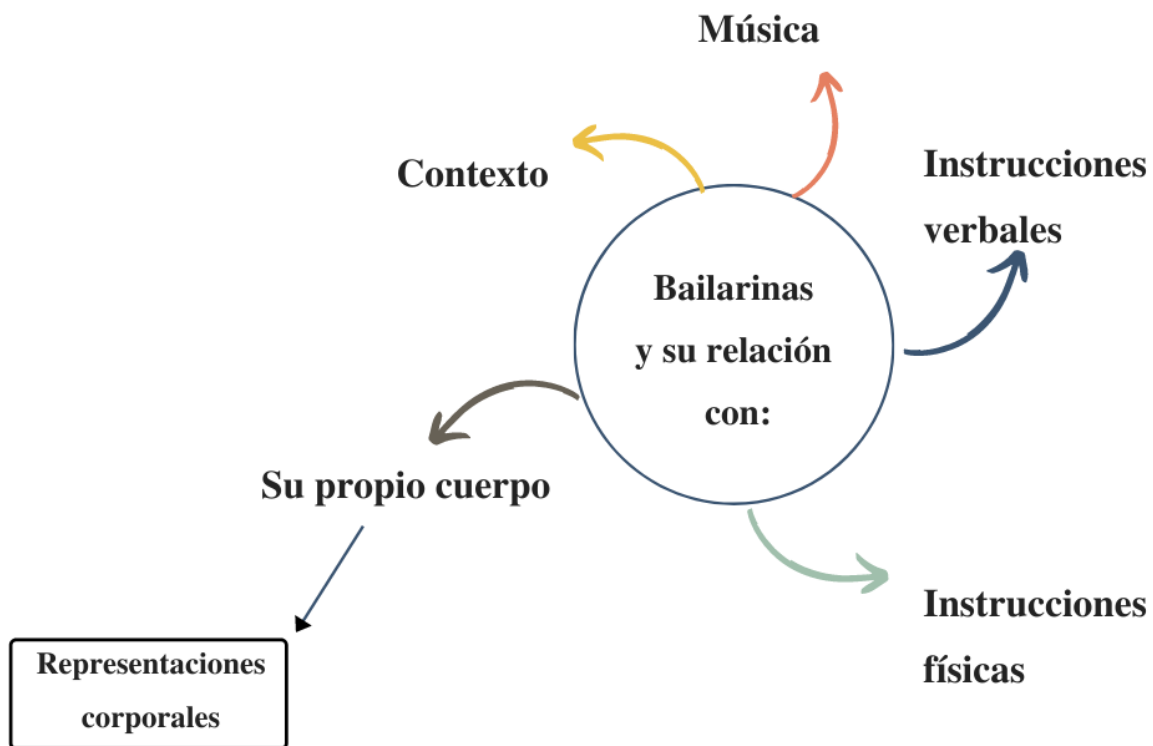 Música
Contexto
Instrucciones
verbales
Bailarinas
y su relación
con:
Su propio cuerpo
Instrucciones
físicas
Representaciones
corporales